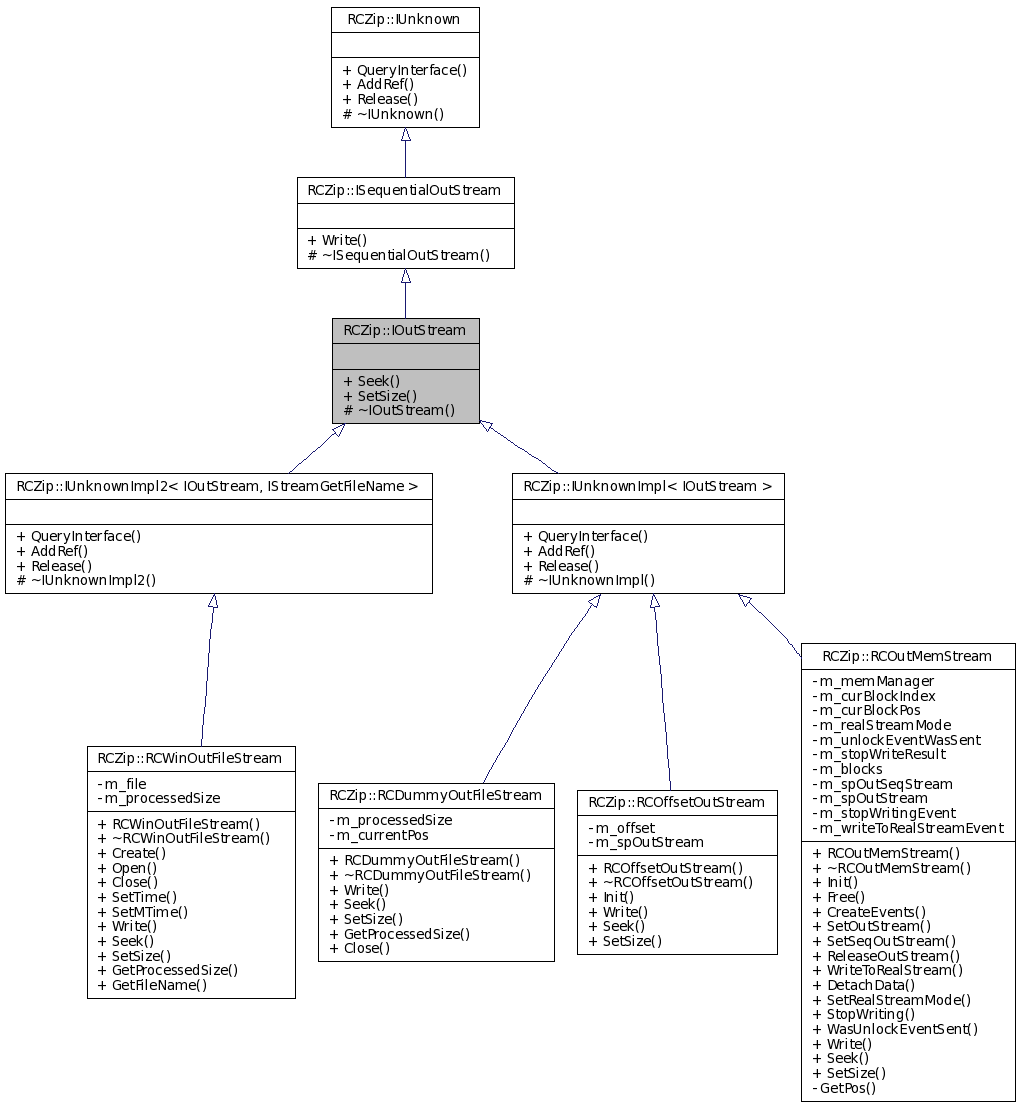 RCZip::IUnknown
+ QueryInterface()
+ AddRef()
+ Release()
# ~IUnknown()
RCZip::ISequentialOutStream
+ Write()
# ~ISequentialOutStream()
RCZip::IOutStream
+ Seek()
+ SetSize()
# ~IOutStream()
RCZip::IUnknownImpl2< IOutStream, IStreamGetFileName >
+ QueryInterface()
+ AddRef()
+ Release()
# ~IUnknownImpl2()
RCZip::IUnknownImpl< IOutStream >
+ QueryInterface()
+ AddRef()
+ Release()
# ~IUnknownImpl()
RCZip::RCWinOutFileStream
- m_file
- m_processedSize
+ RCWinOutFileStream()
+ ~RCWinOutFileStream()
+ Create()
+ Open()
+ Close()
+ SetTime()
+ SetMTime()
+ Write()
+ Seek()
+ SetSize()
+ GetProcessedSize()
+ GetFileName()
RCZip::RCDummyOutFileStream
- m_processedSize
- m_currentPos
+ RCDummyOutFileStream()
+ ~RCDummyOutFileStream()
+ Write()
+ Seek()
+ SetSize()
+ GetProcessedSize()
+ Close()
RCZip::RCOffsetOutStream
- m_offset
- m_spOutStream
+ RCOffsetOutStream()
+ ~RCOffsetOutStream()
+ Init()
+ Write()
+ Seek()
+ SetSize()
RCZip::RCOutMemStream
- m_memManager
- m_curBlockIndex
- m_curBlockPos
- m_realStreamMode
- m_unlockEventWasSent
- m_stopWriteResult
- m_blocks
- m_spOutSeqStream
- m_spOutStream
- m_stopWritingEvent
- m_writeToRealStreamEvent
+ RCOutMemStream()
+ ~RCOutMemStream()
+ Init()
+ Free()
+ CreateEvents()
+ SetOutStream()
+ SetSeqOutStream()
+ ReleaseOutStream()
+ WriteToRealStream()
+ DetachData()
+ SetRealStreamMode()
+ StopWriting()
+ WasUnlockEventSent()
+ Write()
+ Seek()
+ SetSize()
- GetPos()